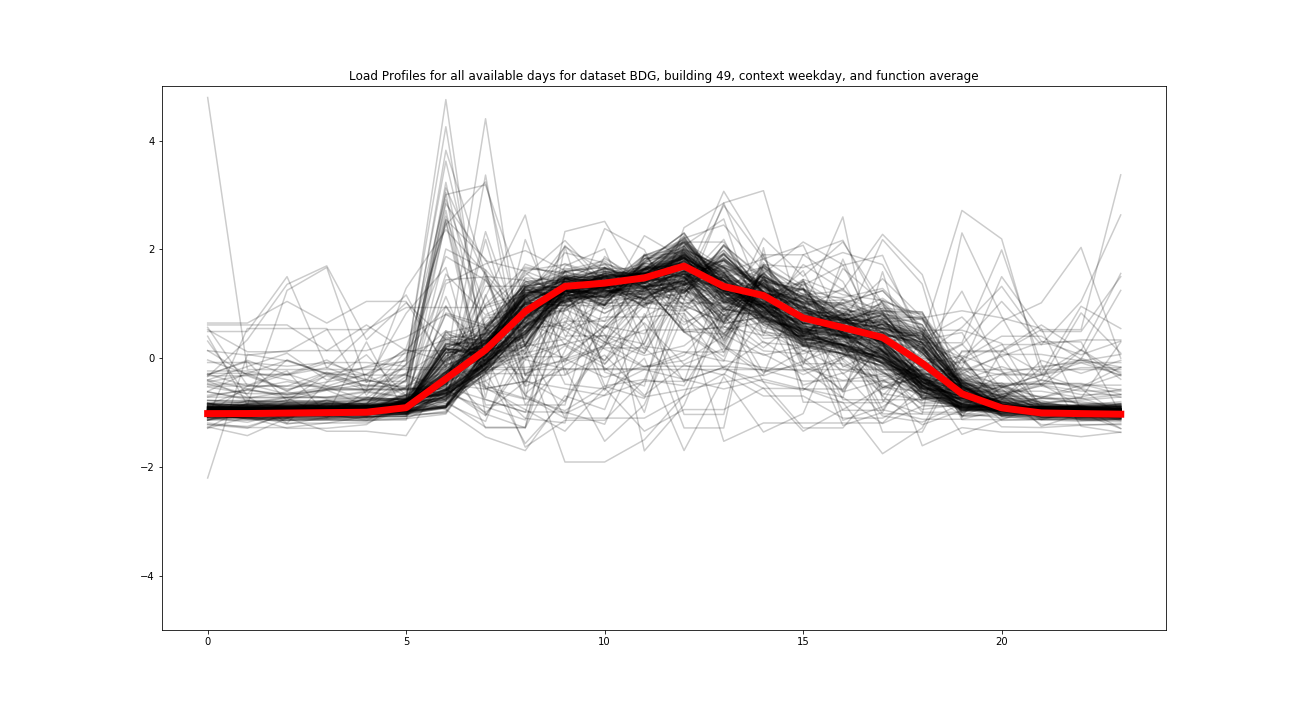 Load Profiles for all available days for dataset BDG, building 49, context weekday, and function average
4
2
0
−2
−4
0 5 10 15 20